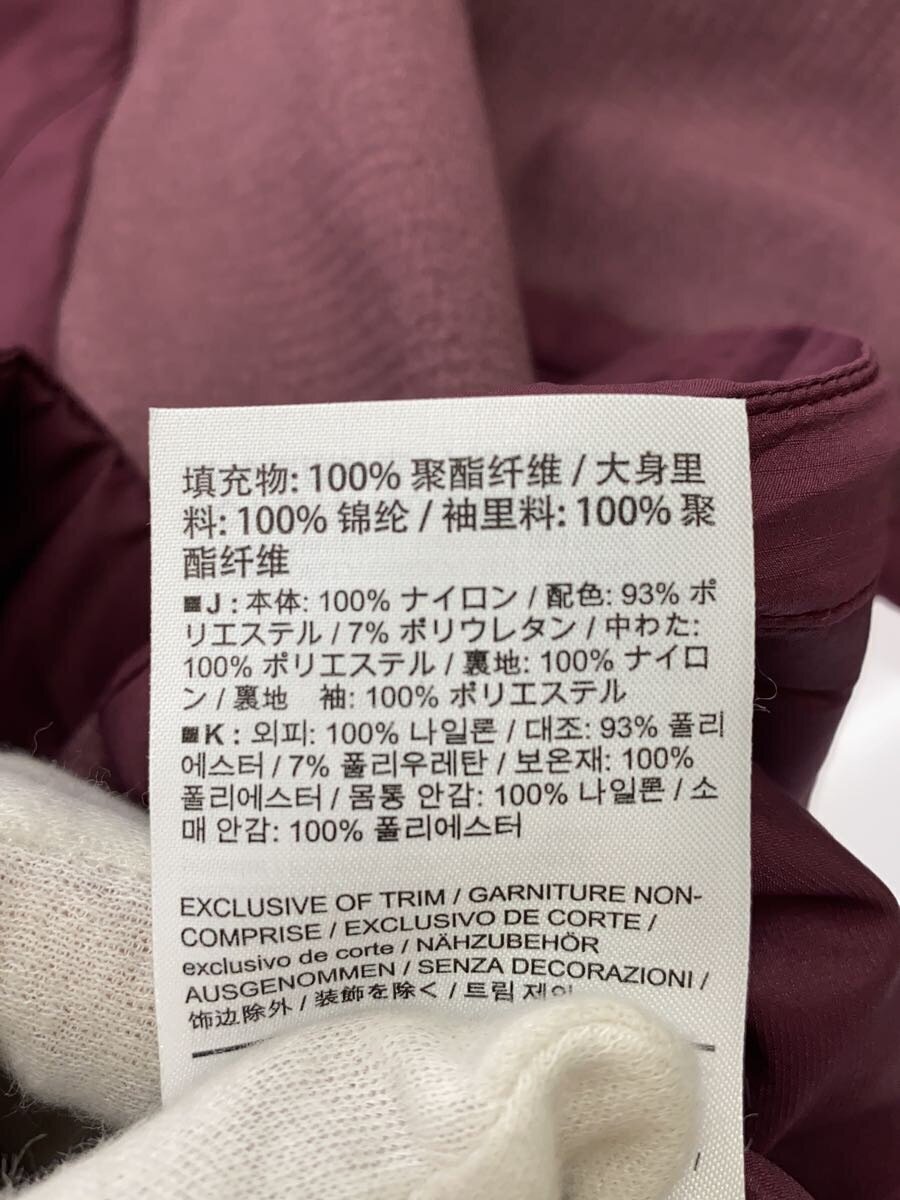 填充物: 100% 聚酯纤维 / 大身里
料: 100% 锦纶 / 袖里料: 100% 聚
酯纤维
■J : 本体: 100% ナイロン / 配色: 93% ポ
リエステル / 7% ポリウレタン / 中わた:
100% ポリエステル / 裏地: 100% ナイロ
ン / 裏地　袖: 100% ポリエステル
■K : 외피: 100% 나일론 / 대조: 93% 폴리
에스터 / 7% 폴리우레탄 / 보온재: 100%
폴리에스터 / 몸통 안감: 100% 나일론 / 소
매 안감: 100% 폴리에스터
EXCLUSIVE OF TRIM / GARNITURE NON-
COMPRISE / EXCLUSIVO DE CORTE /
exclusivo de corte / NÄHZUBEHÖR
AUSGENOMMEN / SENZA DECORAZIONI /
饰边除外 / 装飾を除く / 트림 제외